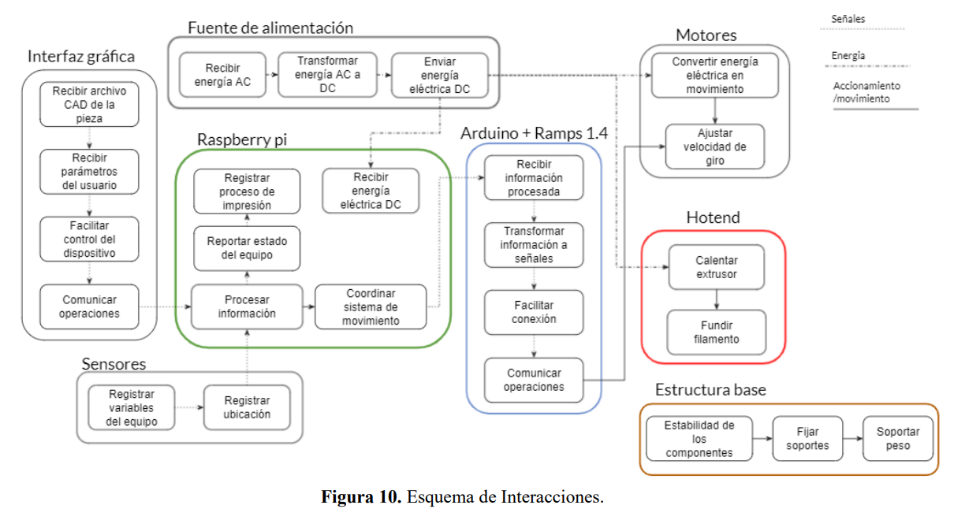 Fuente de alimentación
Recibir
energía AC
Transformar
energía AC a
DC
Enviar
energía
eléctrica DC
Motores
Convertir energía
eléctrica en
movimiento
Ajustar
velocidad de
giro
Señales
Energía
Accionamiento
/movimiento
Interfaz gráfica
Recibir archivo
CAD de la
pieza
Recibir
parámetros
del usuario
Facilitar
control del
dispositivo
Comunicar
operaciones
Raspberry pi
Registrar
proceso de
impresión
Recibir
energía
eléctrica DC
Reportar estado
del equipo
Procesar
información
Coordinar
sistema de
movimiento
Arduino + Ramps 1.4
Recibir
información
procesada
Transformar
información a
señales
Facilitar
conexión
Comunicar
operaciones
Hotend
Calentar
extrusor
Fundir
filamento
Sensores
Registrar
variables
del equipo
Registrar
ubicación
Estructura base
Estabilidad de
los
componentes
Fijar
soportes
Soportar
peso
Figura 10. Esquema de Interacciones.